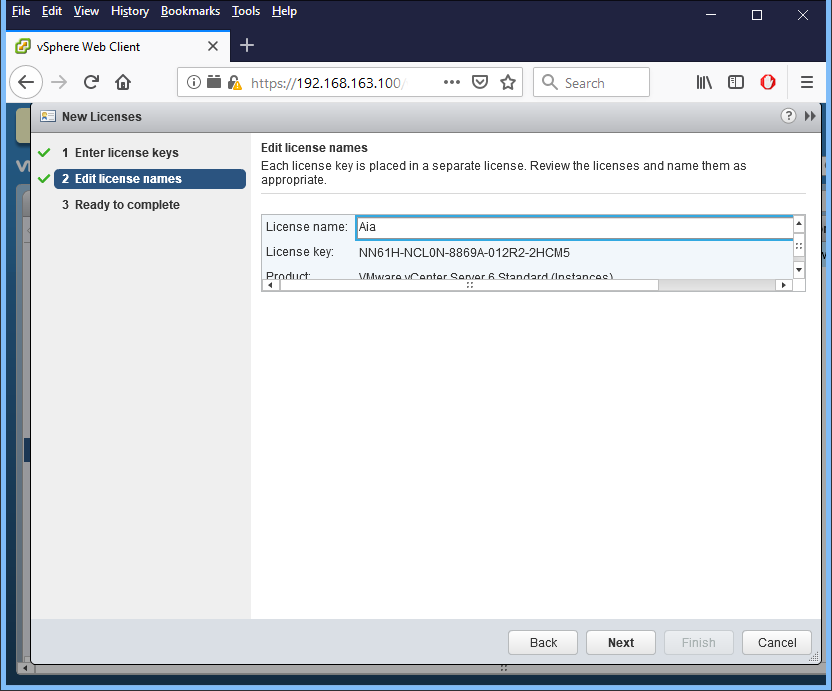 File Edit View History Bookmarks Tools Help
vSphere Web Client
https://192.168.163.100/
Search
New Licenses
1 Enter license keys
2 Edit license names
3 Ready to complete
Edit license names
Each license key is placed in a separate license. Review the licenses and name them as
appropriate.
License name: Aia
License key: NN61H-NCL0N-8869A-012R2-2HCM5
Product: VMware vCenter Server 6 Standard (Instances)
Back Next Finish Cancel